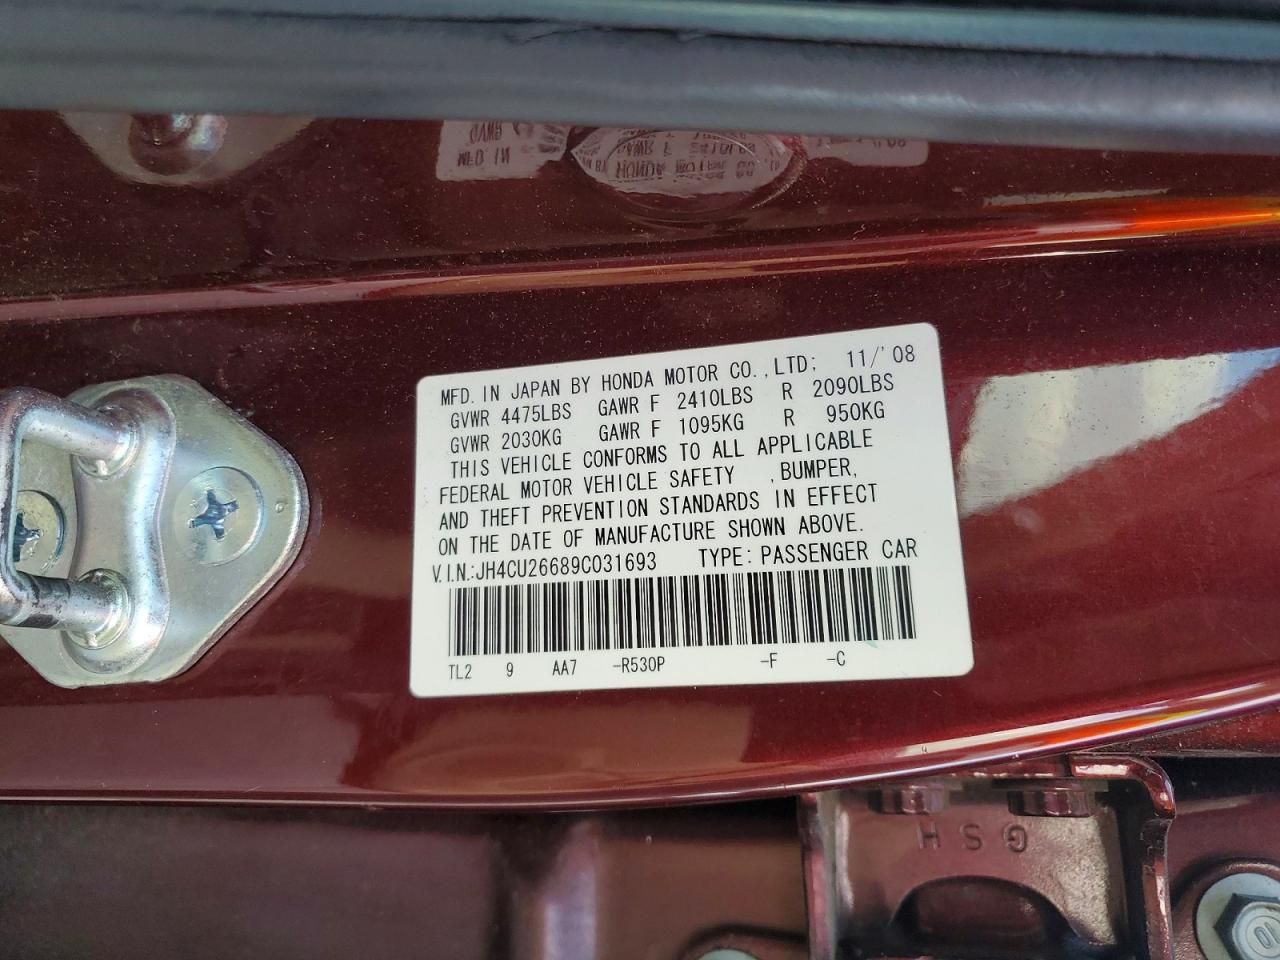 MFD. IN JAPAN BY HONDA MOTOR CO., LTD; 11/'08
GVWR 4475LBS GAWR F 2410LBS R 2090LBS
GVWR 2030KG GAWR F 1095KG R 950KG
THIS VEHICLE CONFORMS TO ALL APPLICABLE
FEDERAL MOTOR VEHICLE SAFETY ,BUMPER,
AND THEFT PREVENTION STANDARDS IN EFFECT
ON THE DATE OF MANUFACTURE SHOWN ABOVE.
V.I.N.:JH4CU26689C031693 TYPE: PASSENGER CAR
TL2 9 AA7 -R530P -F -C
GSH
10